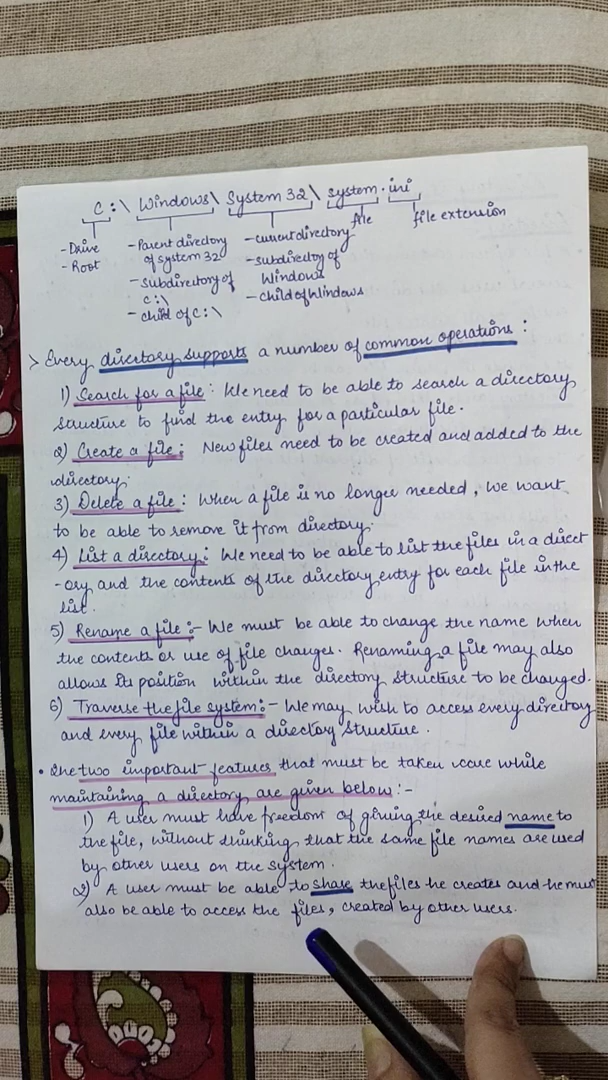 C:\ Windows\ System 32\ system.ini
-Drive
-Root
-Parent directory of system 32
-subdirectory of C:\
-child of C:\
-current directory
-subdirectory of Windows
-child of Windows
file
file extension
> Every directory supports a number of common operations :
1) Search for a file : We need to be able to search a directory
structure to find the entry for a particular file.
2) Create a file : New files need to be created and added to the
directory.
3) Delete a file : When a file is no longer needed, we want
to be able to remove it from directory.
4) List a directory : We need to be able to list the files in a direct
-ory and the contents of the directory entry for each file in the
list.
5) Rename a file :- We must be able to change the name when
the contents or use of file changes. Renaming a file may also
allows its position within the directory structure to be changed.
6) Traverse the file system :- We may wish to access every directory
and every file within a directory structure.
• The two important features that must be taken care while
maintaining a directory are given below :-
1) A user must have freedom of giving the desired name to
the file, without thinking that the same file names are used
by other users on the system.
2) A user must be able to share the files he creates and he must
also be able to access the files, created by other users.